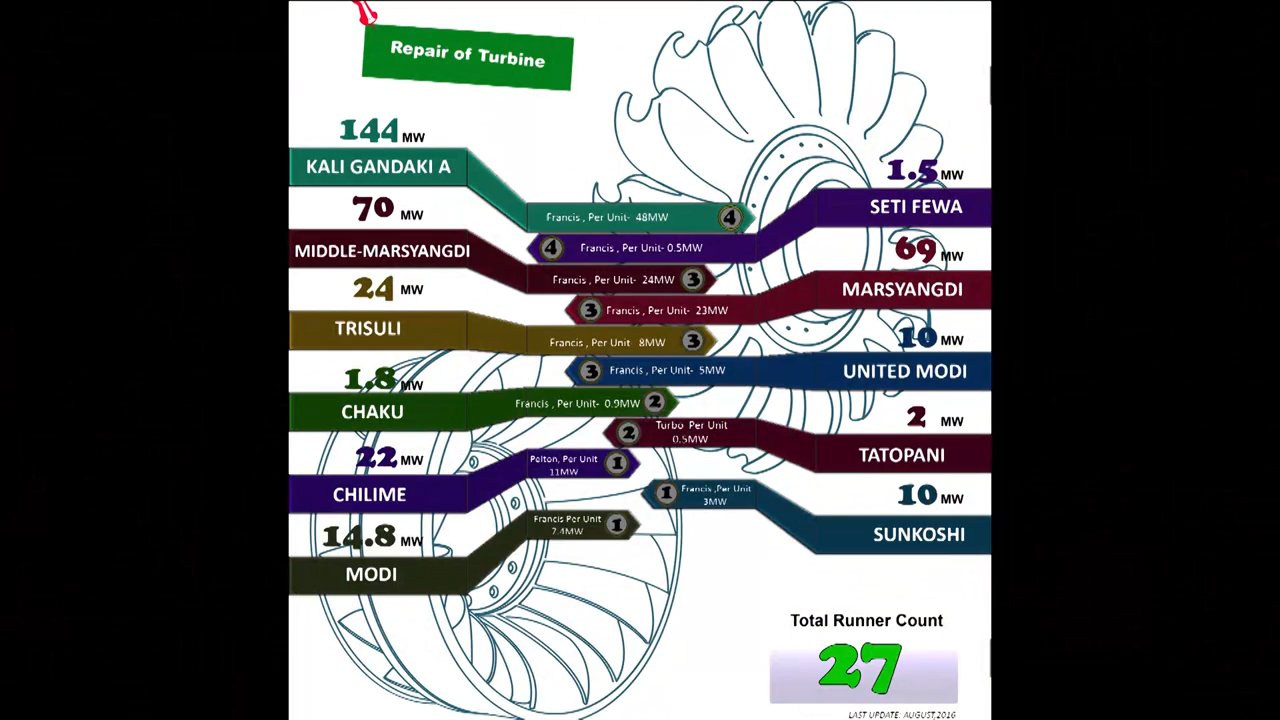 Repair of Turbine
144 MW
KALI GANDAKI A
Francis , Per Unit- 48MW 4
1.5 MW
SETI FEWA
4 Francis , Per Unit- 0.5MW
70 MW
MIDDLE-MARSYANGDI
Francis , Per Unit- 24MW 3
69 MW
MARSYANGDI
3 Francis , Per Unit- 23MW
24 MW
TRISULI
Francis , Per Unit- 8MW 3
10 MW
UNITED MODI
3 Francis , Per Unit- 5MW
1.8 MW
CHAKU
Francis , Per Unit- 0.9MW 2
2 MW
TATOPANI
2 Turbo Per Unit
0.5MW
22 MW
CHILIME
Pelton, Per Unit 1
11MW
10 MW
SUNKOSHI
1 Francis ,Per Unit
3MW
14.8 MW
MODI
Francis Per Unit 1
7.4MW
Total Runner Count
27
LAST UPDATE: AUGUST,2016